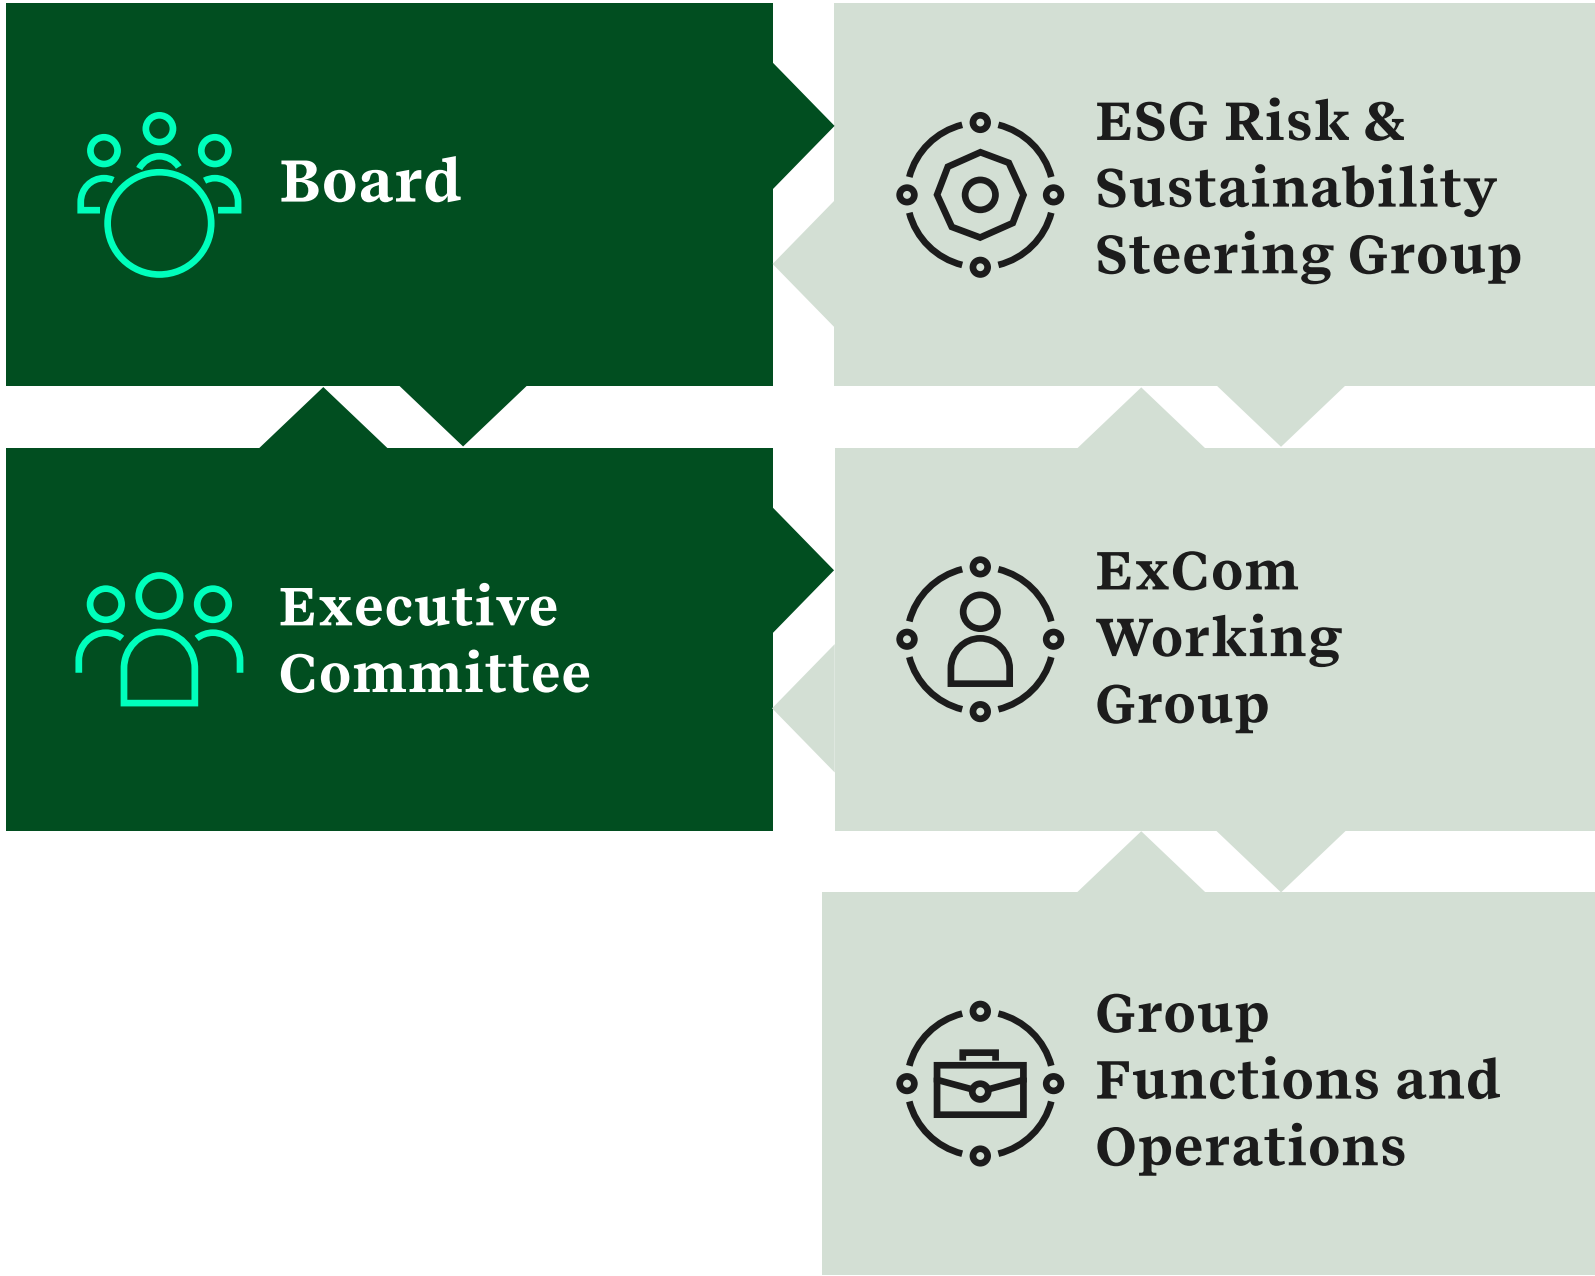 Board
ESG Risk &
Sustainability
Steering Group
Executive
Committee
ExCom
Working
Group
Group
Functions and
Operations